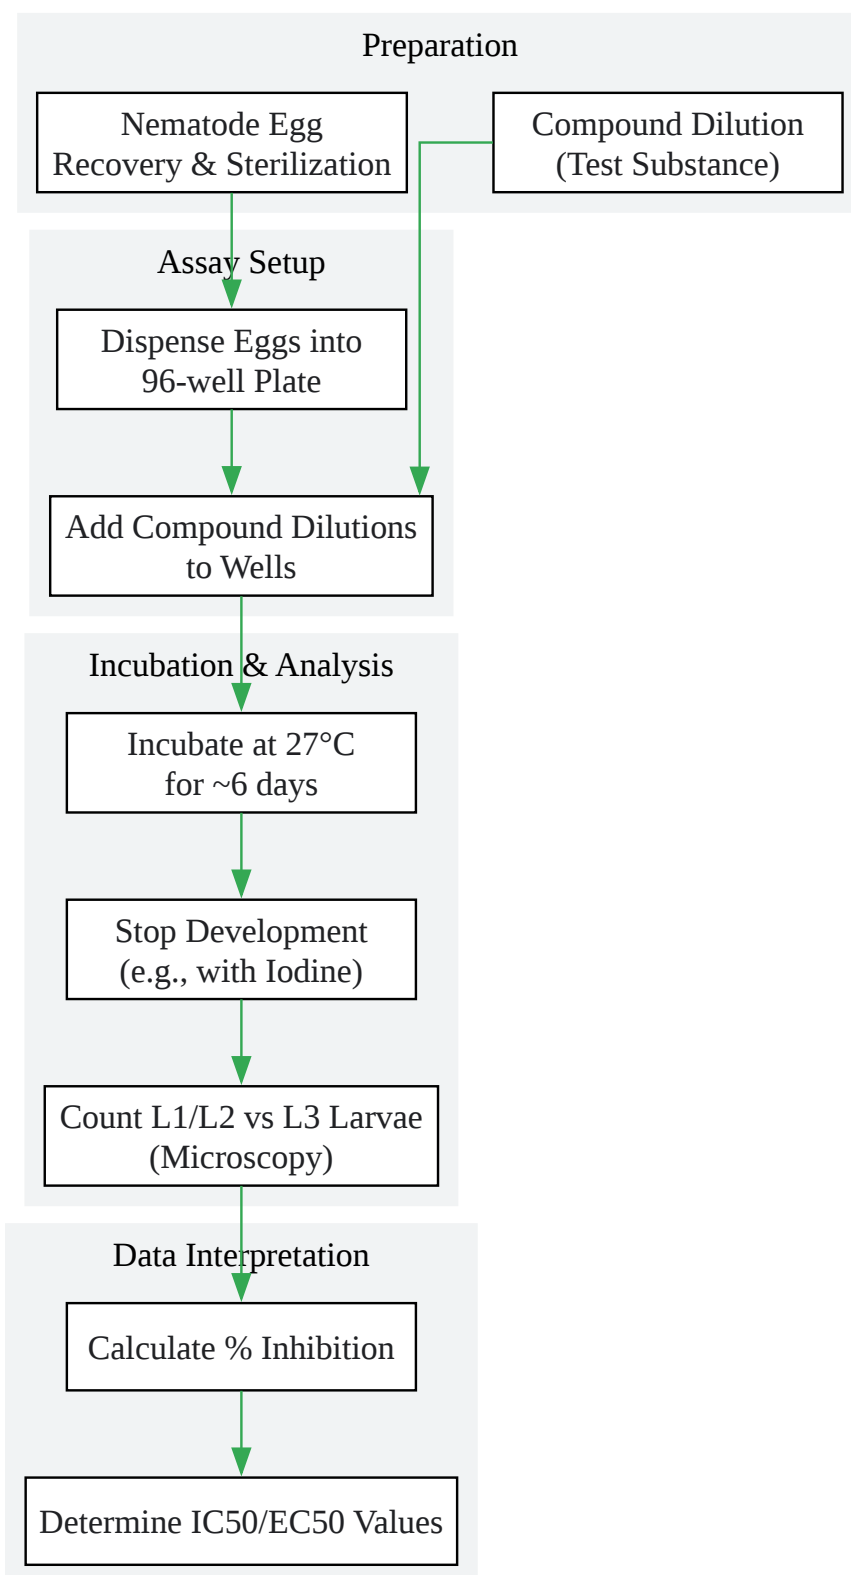 Preparation
Nematode Egg
Recovery & Sterilization
Compound Dilution
(Test Substance)
Assay Setup
Dispense Eggs into
96-well Plate
Add Compound Dilutions
to Wells
Incubation & Analysis
Incubate at 27°C
for ~6 days
Stop Development
(e.g., with Iodine)
Count L1/L2 vs L3 Larvae
(Microscopy)
Data Interpretation
Calculate % Inhibition
Determine IC50/EC50 Values